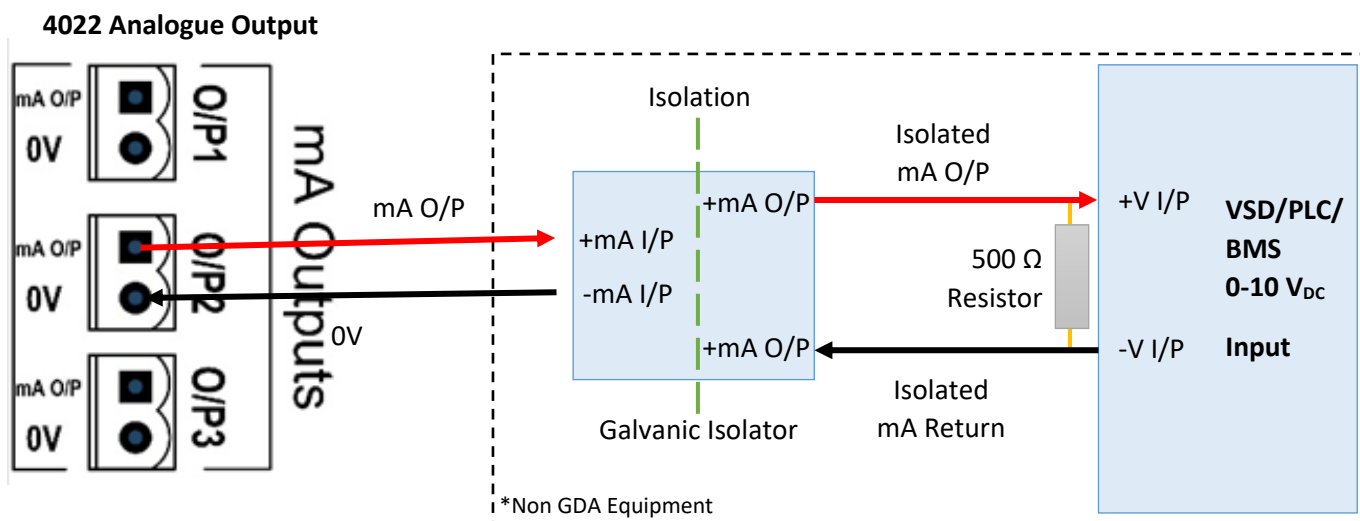 4022 Analogue Output
mA O/P
0V
O/P1
mA O/P
0V
O/P2
mA O/P
0V
O/P3
mA Outputs
mA O/P
0V
Isolation
+mA I/P
-mA I/P
+mA O/P
+mA O/P
Galvanic Isolator
Isolated
mA O/P
500 Ω
Resistor
Isolated
mA Return
+V I/P
-V I/P
VSD/PLC/
BMS
0-10 VDC
Input
*Non GDA Equipment